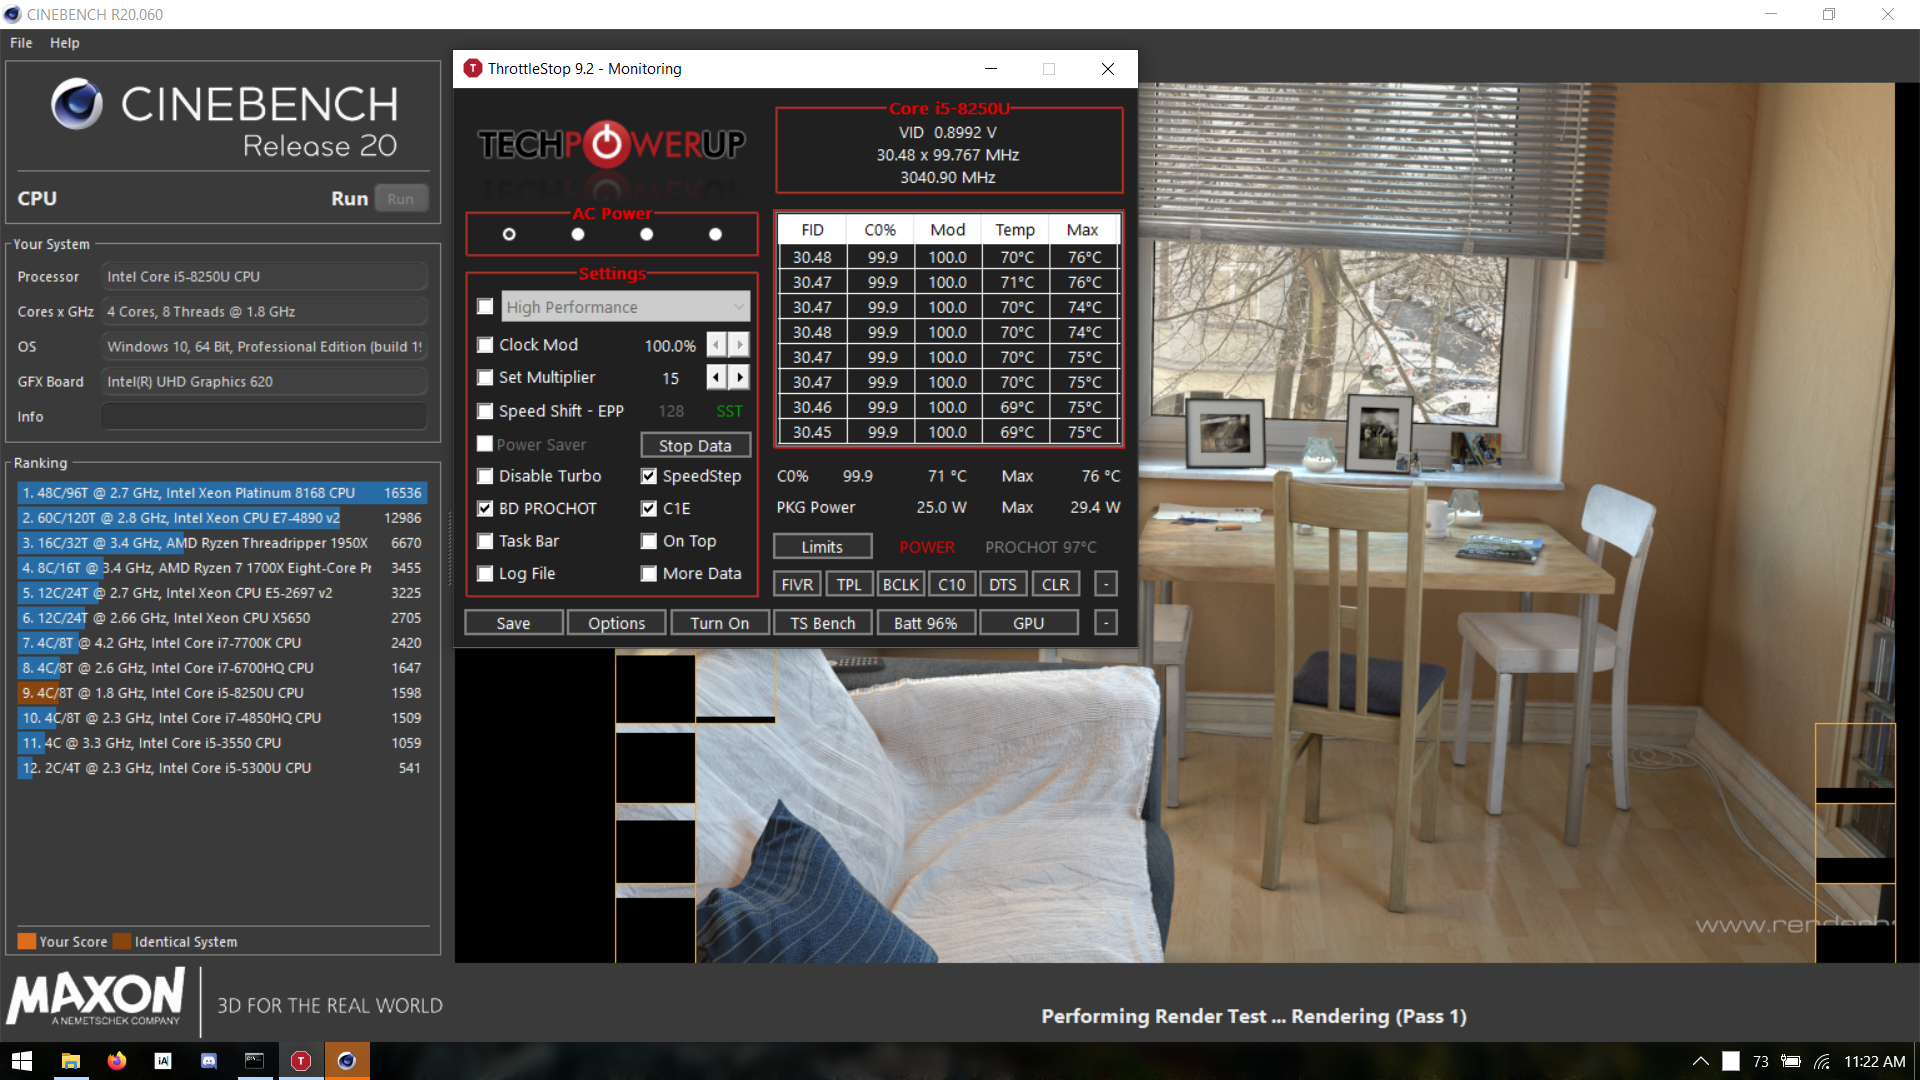 CINEBENCH R20.060
File Help
CINEBENCH
Release 20
CPU Run Run
Your System
Processor Intel Core i5-8250U CPU
Cores x GHz 4 Cores, 8 Threads @ 1.8 GHz
OS Windows 10, 64 Bit, Professional Edition (build 19
GFX Board Intel(R) UHD Graphics 620
Info
Ranking
1. 48C/96T @ 2.7 GHz, Intel Xeon Platinum 8168 CPU 16536
2. 60C/120T @ 2.8 GHz, Intel Xeon CPU E7-4890 v2 12986
3. 16C/32T @ 3.4 GHz, AMD Ryzen Threadripper 1950X 6670
4. 8C/16T @ 3.4 GHz, AMD Ryzen 7 1700X Eight-Core Pr 3455
5. 12C/24T @ 2.7 GHz, Intel Xeon CPU E5-2697 v2 3225
6. 12C/24T @ 2.66 GHz, Intel Xeon CPU X5650 2705
7. 4C/8T @ 4.2 GHz, Intel Core i7-7700K CPU 2420
8. 4C/8T @ 2.6 GHz, Intel Core i7-6700HQ CPU 1647
9. 4C/8T @ 1.8 GHz, Intel Core i5-8250U CPU 1598
10. 4C/8T @ 2.3 GHz, Intel Core i7-4850HQ CPU 1509
11. 4C @ 3.3 GHz, Intel Core i5-3550 CPU 1059
12. 2C/4T @ 2.3 GHz, Intel Core i5-5300U CPU 541
Your Score Identical System
MAXON
A NEMETSCHEK COMPANY
3D FOR THE REAL WORLD
T ThrottleStop 9.2 - Monitoring
TECHPOWERUP
AC Power
Settings
High Performance
Clock Mod 100.0%
Set Multiplier 15
Speed Shift - EPP 128 SST
Power Saver Stop Data
Disable Turbo SpeedStep
BD PROCHOT C1E
Task Bar On Top
Log File More Data
Core i5-8250U
VID 0.8992 V
30.48 x 99.767 MHz
3040.90 MHz
FID C0% Mod Temp Max
30.48 99.9 100.0 70°C 76°C
30.47 99.9 100.0 71°C 76°C
30.47 99.9 100.0 70°C 74°C
30.48 99.9 100.0 70°C 74°C
30.47 99.9 100.0 70°C 75°C
30.47 99.9 100.0 70°C 75°C
30.46 99.9 100.0 69°C 75°C
30.45 99.9 100.0 69°C 75°C
C0% 99.9 71 °C Max 76 °C
PKG Power 25.0 W Max 29.4 W
Limits POWER PROCHOT 97°C
FIVR TPL BCLK C10 DTS CLR -
Save Options Turn On TS Bench Batt 96% GPU -
Performing Render Test ... Rendering (Pass 1)
iA T 73 11:22 AM